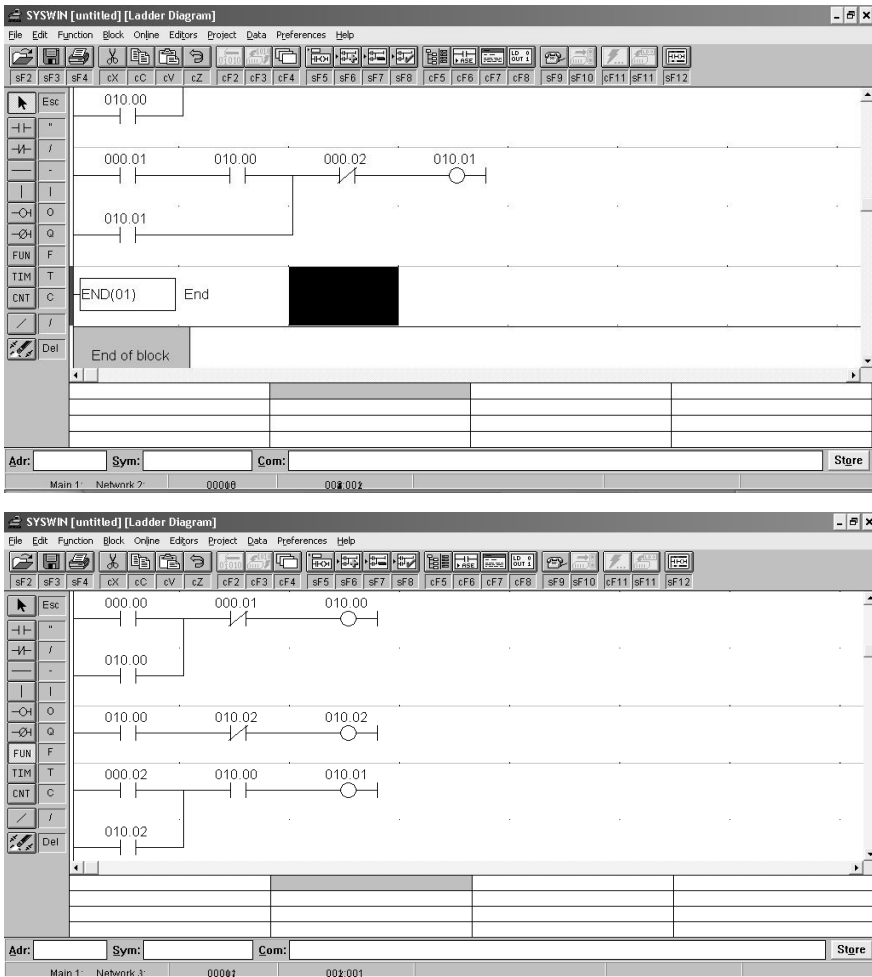 SYSWIN [untitled] [Ladder Diagram]
File Edit Function Block Online Editors Project Data Preferences Help
sF2 sF3 sF4 cX cC cV cZ cF2 cF3 cF4 sF5 sF6 sF7 sF8 cF5 cF6 cF7 cF8 sF9 sF10 cF11 sF11 sF12
Esc
"
/
-
|
O
Q
FUN F
TIM T
CNT C
/
Del
010.00
000.01 010.00 000.02 010.01
010.01
END(01) End
End of block
Adr: Sym: Com: Store
Main 1: Network 2:
SYSWIN [untitled] [Ladder Diagram]
File Edit Function Block Online Editors Project Data Preferences Help
sF2 sF3 sF4 cX cC cV cZ cF2 cF3 cF4 sF5 sF6 sF7 sF8 cF5 cF6 cF7 cF8 sF9 sF10 cF11 sF11 sF12
Esc
"
/
-
|
O
Q
FUN F
TIM T
CNT C
/
Del
000.00 000.01 010.00
010.00
010.00 010.02 010.02
000.02 010.00 010.01
010.02
Adr: Sym: Com: Store
Main 1: Network 3: 002:001